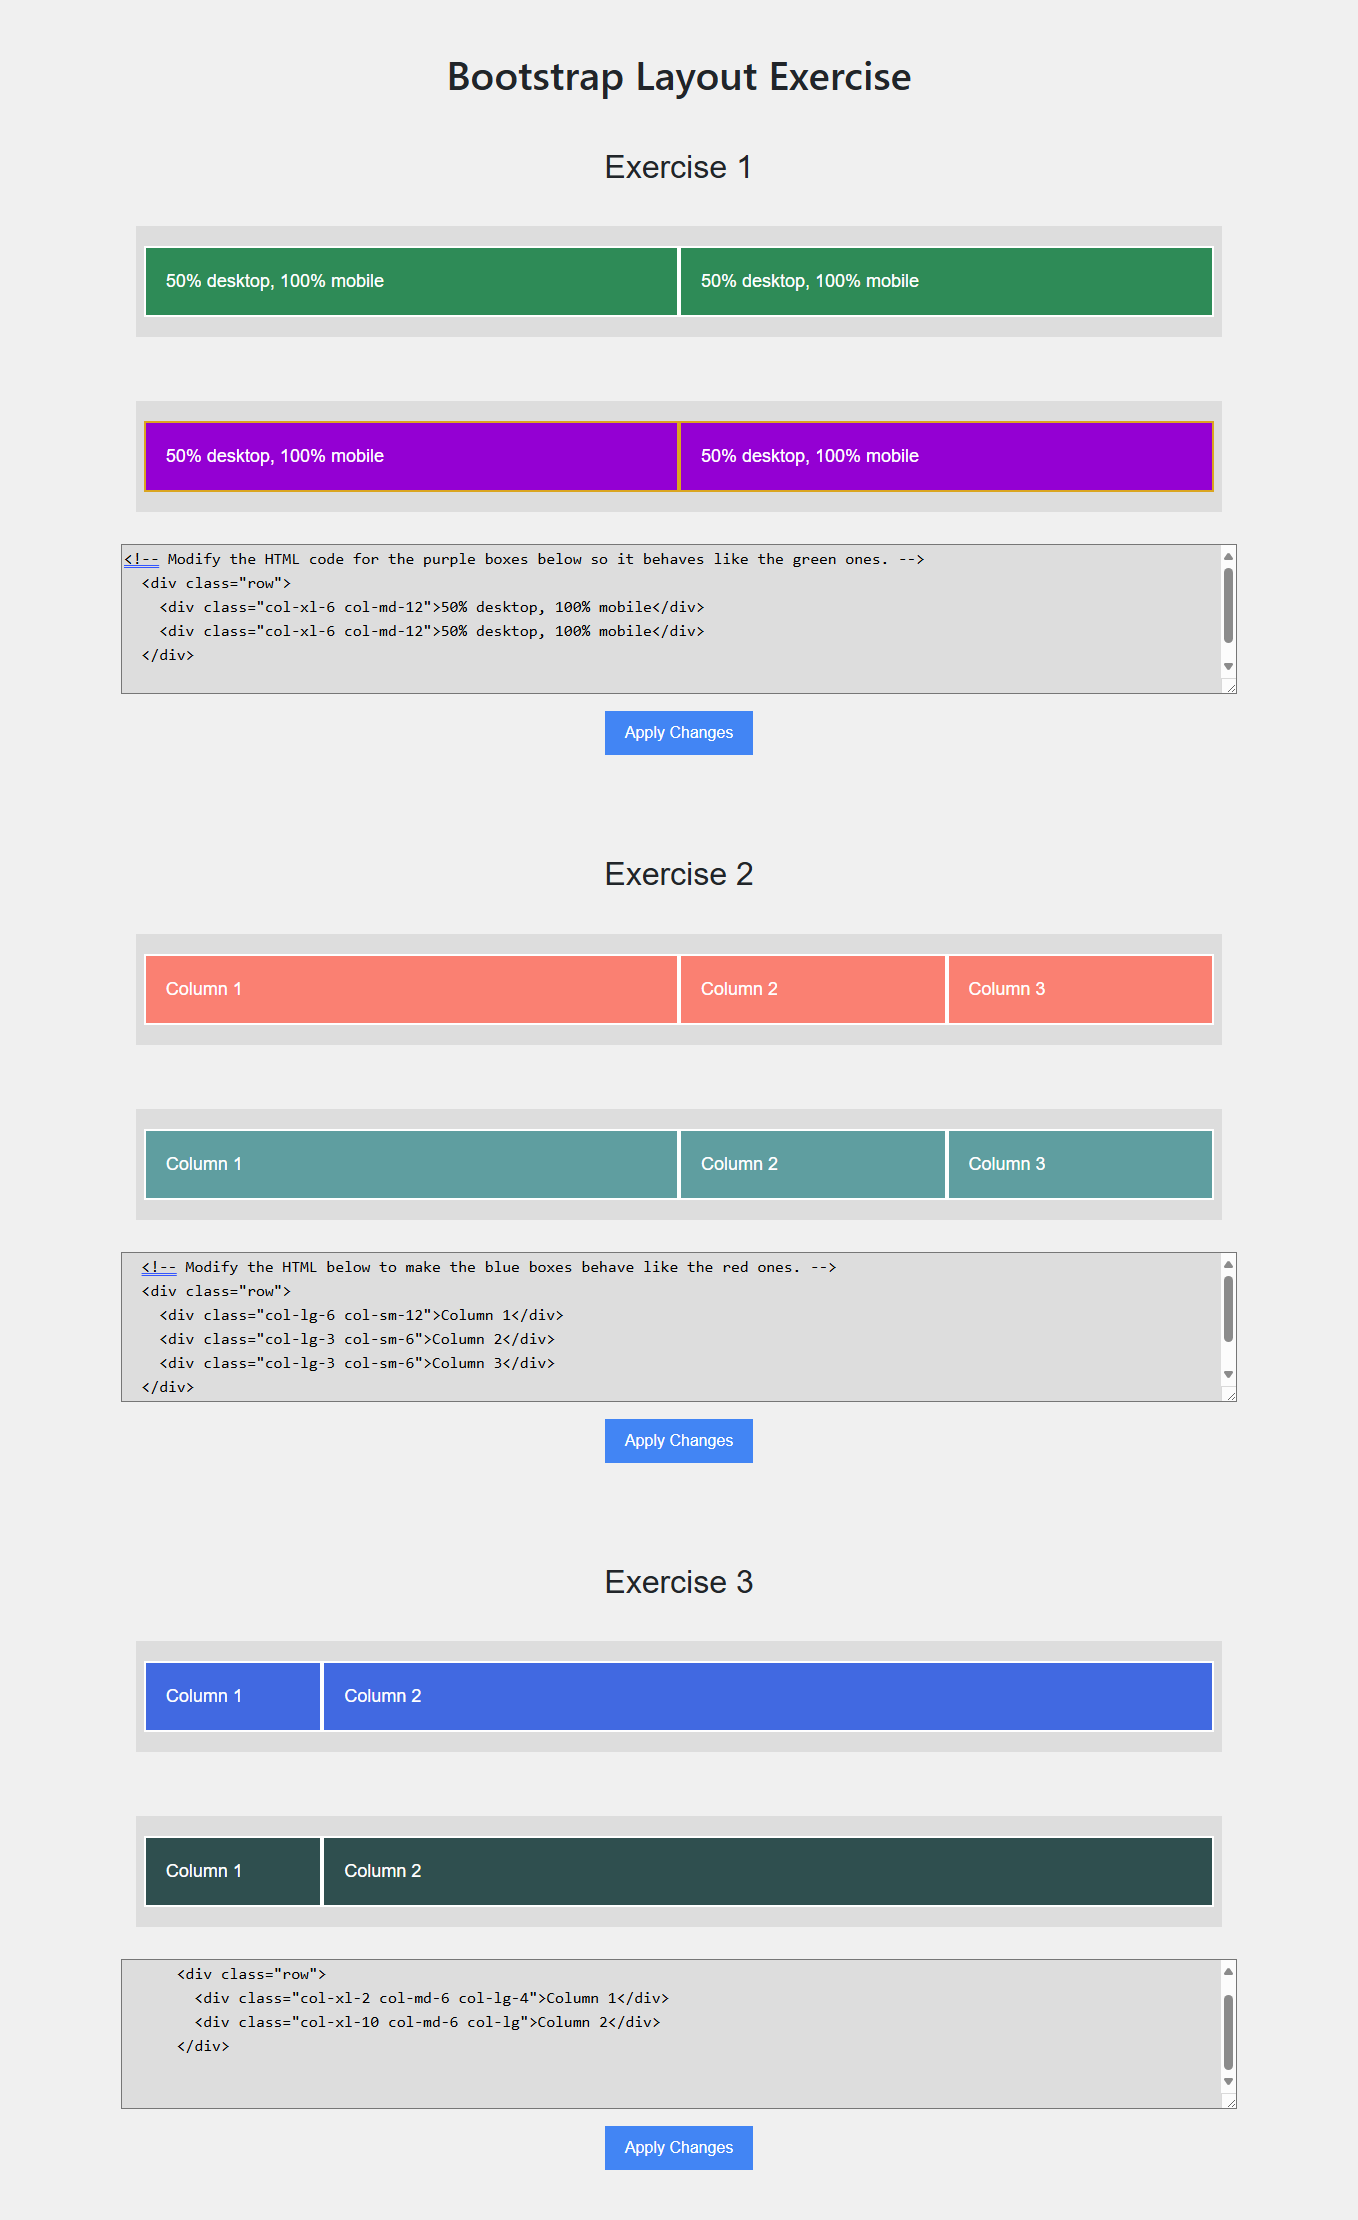 Bootstrap Layout Exercise
Exercise 1
50% desktop, 100% mobile
50% desktop, 100% mobile
50% desktop, 100% mobile
50% desktop, 100% mobile
<!-- Modify the HTML code for the purple boxes below so it behaves like the green ones. -->
<div class="row">
<div class="col-xl-6 col-md-12">50% desktop, 100% mobile</div>
<div class="col-xl-6 col-md-12">50% desktop, 100% mobile</div>
</div>
Apply Changes
Exercise 2
Column 1
Column 2
Column 3
Column 1
Column 2
Column 3
<!-- Modify the HTML below to make the blue boxes behave like the red ones. -->
<div class="row">
<div class="col-lg-6 col-sm-12">Column 1</div>
<div class="col-lg-3 col-sm-6">Column 2</div>
<div class="col-lg-3 col-sm-6">Column 3</div>
</div>
Apply Changes
Exercise 3
Column 1
Column 2
Column 1
Column 2
<div class="row">
<div class="col-xl-2 col-md-6 col-lg-4">Column 1</div>
<div class="col-xl-10 col-md-6 col-lg">Column 2</div>
</div>
Apply Changes